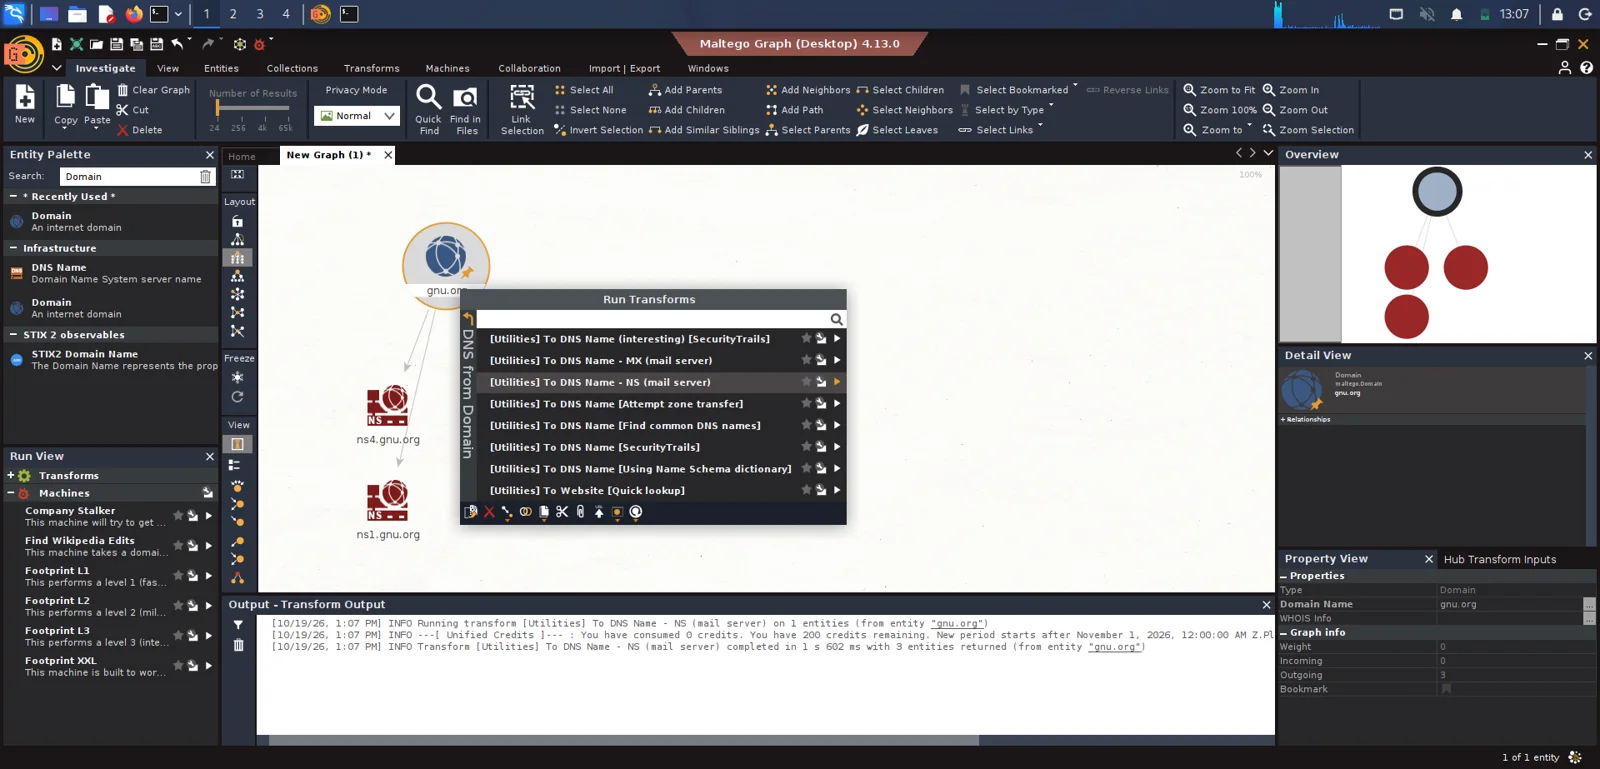 1 2 3 4
13:07
Maltego Graph (Desktop) 4.13.0
Investigate View Entities Collections Transforms Machines Collaboration Import | Export Windows
New
Copy
Paste
Clear Graph
Cut
Delete
Number of Results
24 256 4k 65k
Privacy Mode
Normal
Quick Find
Find in Files
Link Selection
Select All
Select None
Invert Selection
Add Parents
Add Children
Add Similar Siblings
Add Neighbors
Add Path
Select Parents
Select Children
Select Neighbors
Select Leaves
Select Bookmarked
Select by Type
Select Links
Reverse Links
Zoom to Fit
Zoom 100%
Zoom to
Zoom In
Zoom Out
Zoom Selection
Entity Palette
Search: Domain
* Recently Used *
Domain
An internet domain
Infrastructure
DNS Name
Domain Name System server name
Domain
An internet domain
STIX 2 observables
STIX2 Domain Name
The Domain Name represents the prop
Run View
Transforms
Machines
Company Stalker
This machine will try to get ...
Find Wikipedia Edits
This machine takes a domai...
Footprint L1
This performs a level 1 (fas...
Footprint L2
This performs a level 2 (mil...
Footprint L3
This performs a level 3 (inte...
Footprint XXL
This machine is built to wor...
Home
New Graph (1) *
Layout
Freeze
View
100%
gnu.org
NS
ns4.gnu.org
NS
ns1.gnu.org
Run Transforms
DNS from Domain
[Utilities] To DNS Name (interesting) [SecurityTrails]
[Utilities] To DNS Name - MX (mail server)
[Utilities] To DNS Name - NS (mail server)
[Utilities] To DNS Name [Attempt zone transfer]
[Utilities] To DNS Name [Find common DNS names]
[Utilities] To DNS Name [SecurityTrails]
[Utilities] To DNS Name [Using Name Schema dictionary]
[Utilities] To Website [Quick lookup]
Output - Transform Output
[10/19/26, 1:07 PM] INFO Running transform [Utilities] To DNS Name - NS (mail server) on 1 entities (from entity "gnu.org")
[10/19/26, 1:07 PM] INFO ---[ Unified Credits ]--- : You have consumed 0 credits. You have 200 credits remaining. New period starts after November 1, 2026, 12:00:00 AM Z.Pl
[10/19/26, 1:07 PM] INFO Transform [Utilities] To DNS Name - NS (mail server) completed in 1 s 602 ms with 3 entities returned (from entity "gnu.org")
Overview
Detail View
Domain
maltego.Domain
gnu.org
+ Relationships
Property View
Hub Transform Inputs
Properties
Type Domain
Domain Name gnu.org
WHOIS Info
Graph info
Weight 0
Incoming 0
Outgoing 3
Bookmark
1 of 1 entity